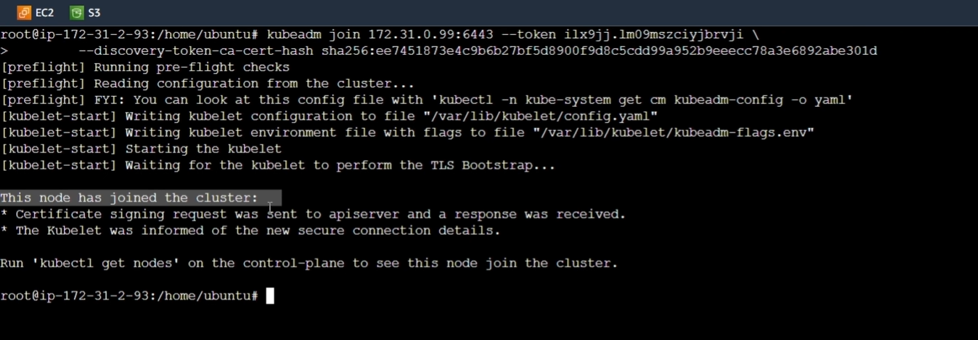 EC2 S3
root@ip-172-31-2-93:/home/ubuntu# kubeadm join 172.31.0.99:6443 --token ilx9jj.lm09mszciyjbrvji \
>         --discovery-token-ca-cert-hash sha256:ee7451873e4c9b6b27bf5d8900f9d8c5cdd99a952b9eeecc78a3e6892abe301d
[preflight] Running pre-flight checks
[preflight] Reading configuration from the cluster...
[preflight] FYI: You can look at this config file with 'kubectl -n kube-system get cm kubeadm-config -o yaml'
[kubelet-start] Writing kubelet configuration to file "/var/lib/kubelet/config.yaml"
[kubelet-start] Writing kubelet environment file with flags to file "/var/lib/kubelet/kubeadm-flags.env"
[kubelet-start] Starting the kubelet
[kubelet-start] Waiting for the kubelet to perform the TLS Bootstrap...
This node has joined the cluster:
* Certificate signing request was sent to apiserver and a response was received.
* The Kubelet was informed of the new secure connection details.
Run 'kubectl get nodes' on the control-plane to see this node join the cluster.
root@ip-172-31-2-93:/home/ubuntu#